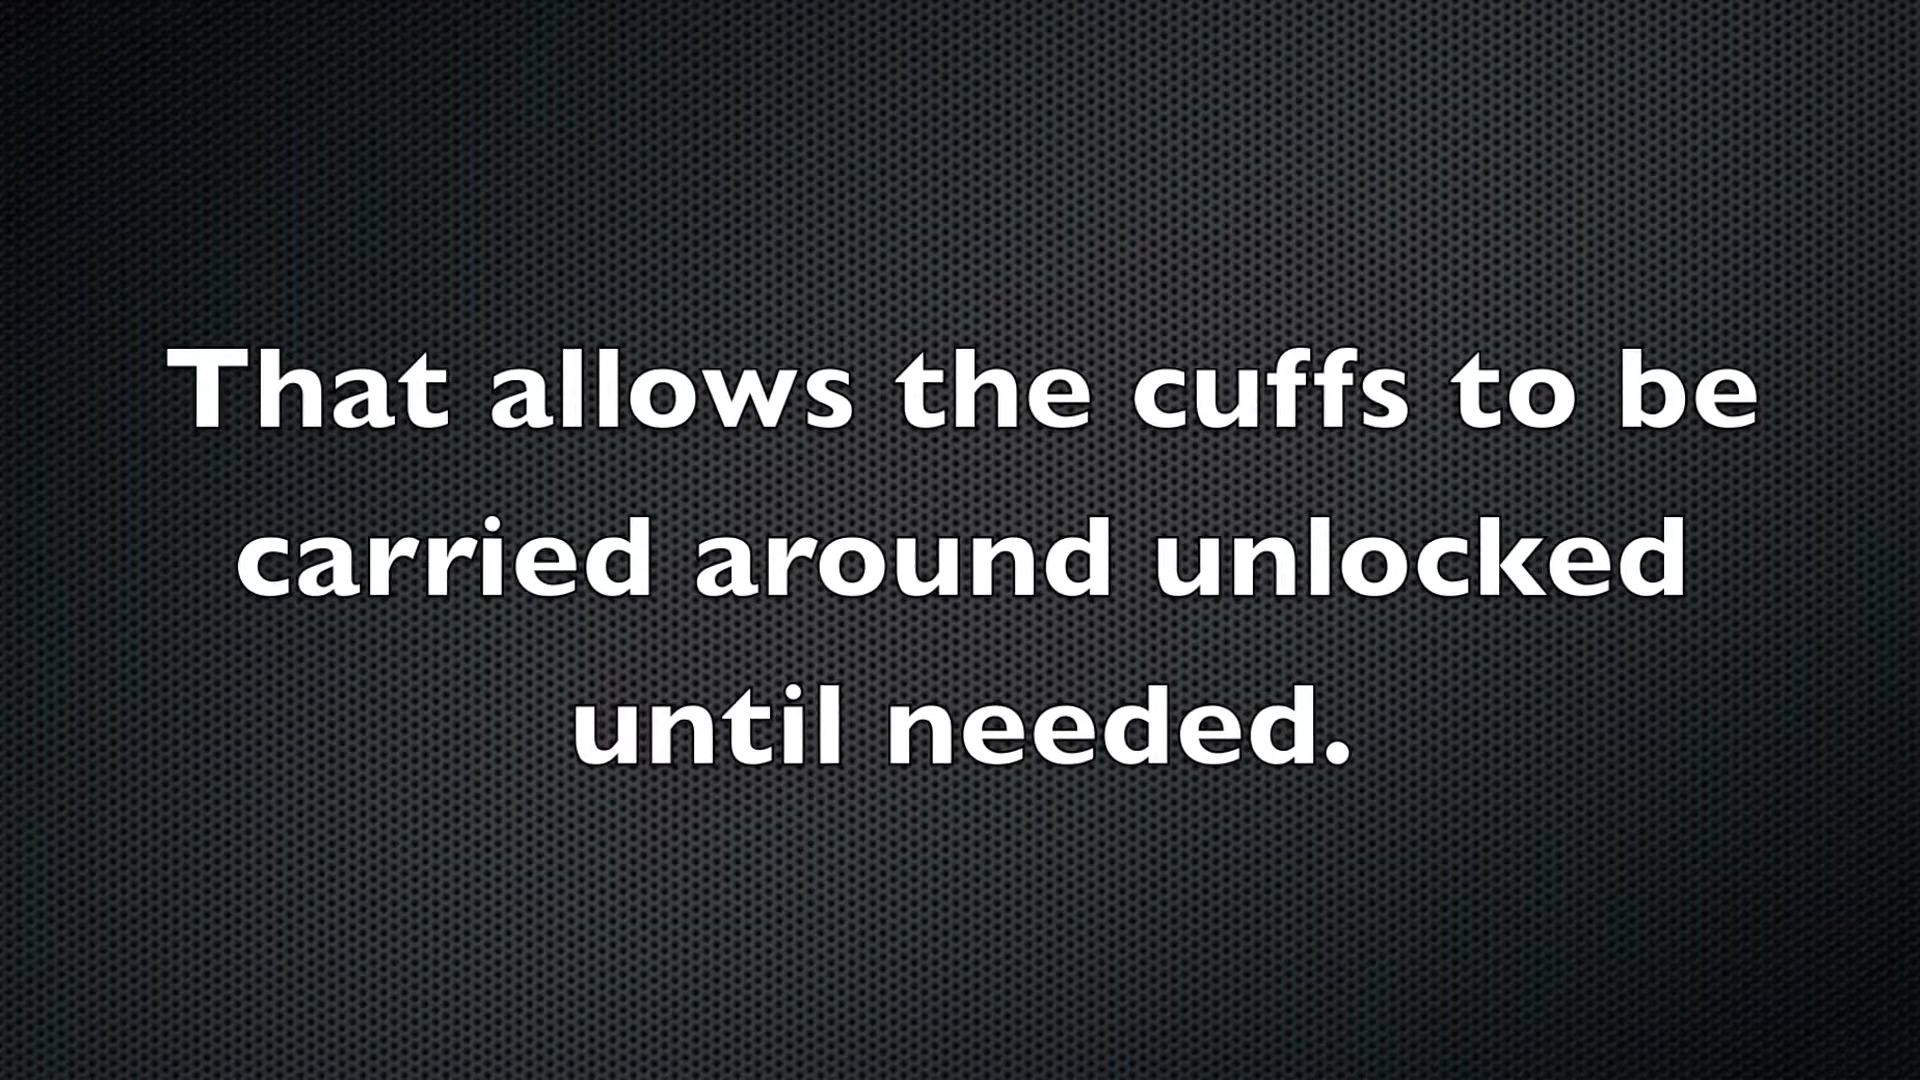 That allows the cuffs to be
carried around unlocked
until needed.